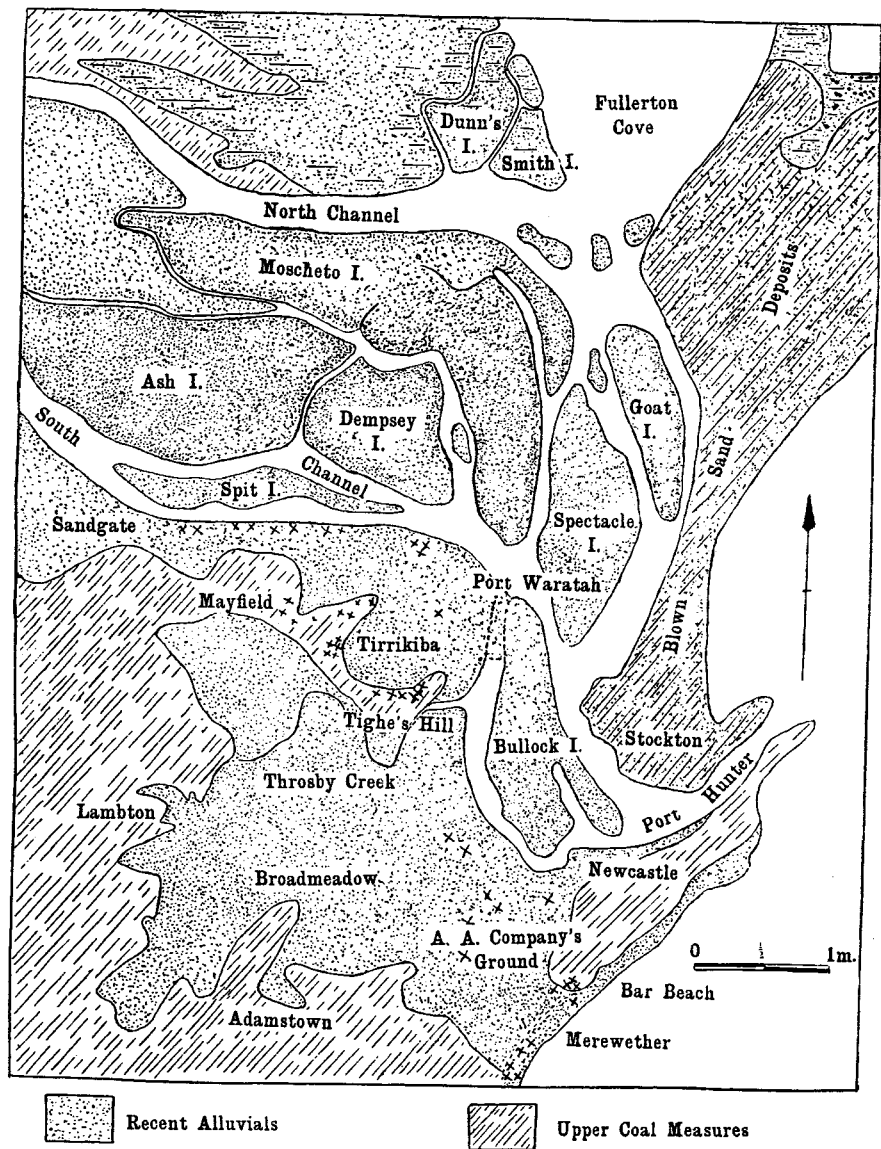 Dunn's
I.
Smith I.
Fullerton
Cove
North Channel
Moscheto I.
Deposits
Ash I.
Dempsey
I.
Goat
I.
South
Channel
Spit I.
Sand
Sandgate
Spectacle
I.
Port Waratah
Mayfield
Tirrikiba
Blown
Tighe's Hill
Bullock I.
Stockton
Throsby Creek
Port Hunter
Lambton
Broadmeadow
Newcastle
A. A. Company's
Ground
0 1m.
Bar Beach
Adamstown
Merewether
Recent Alluvials
Upper Coal Measures